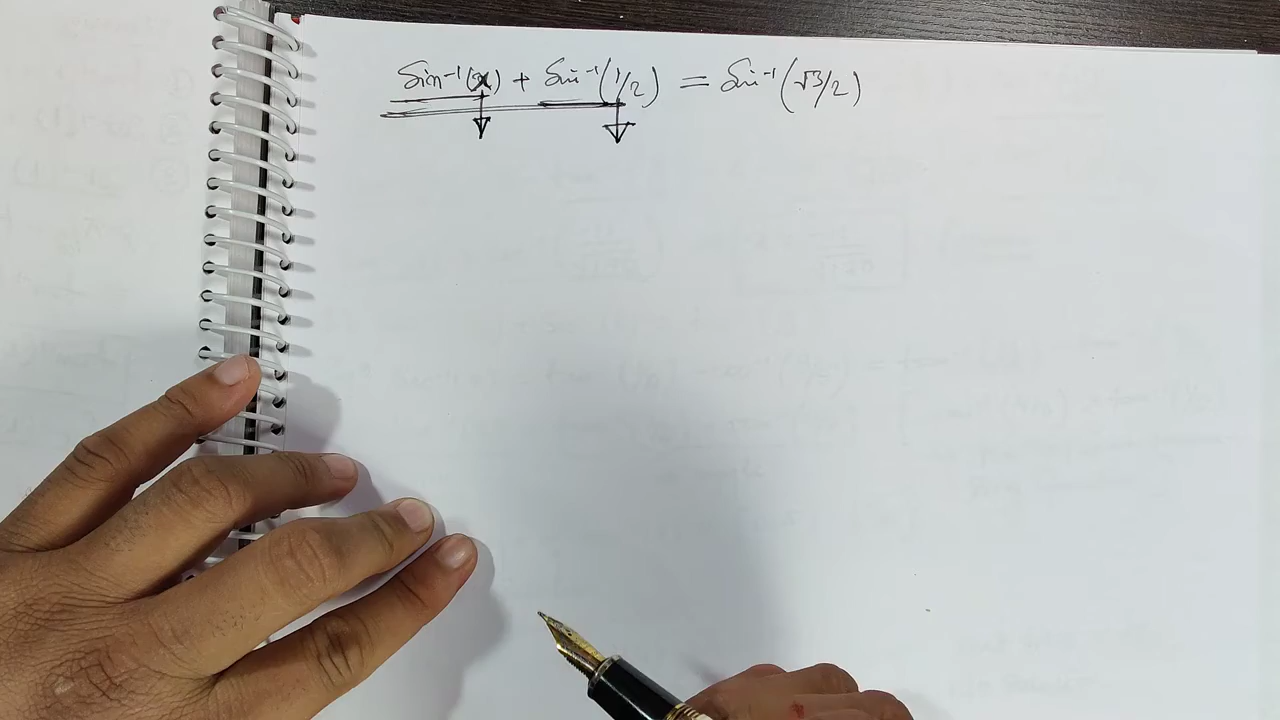 Sin⁻¹(x) + Sin⁻¹(1/2) = Sin⁻¹(√3/2)